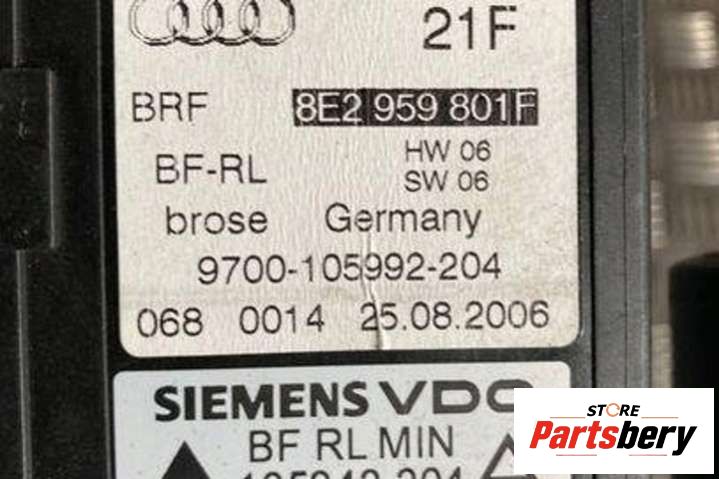 21F
BRF 8E2 959 801F
BF-RL HW 06
SW 06
brose Germany
9700-105992-204
068 0014 25.08.2006
SIEMENS VDO
BF RL MIN
STORE
Partsbery